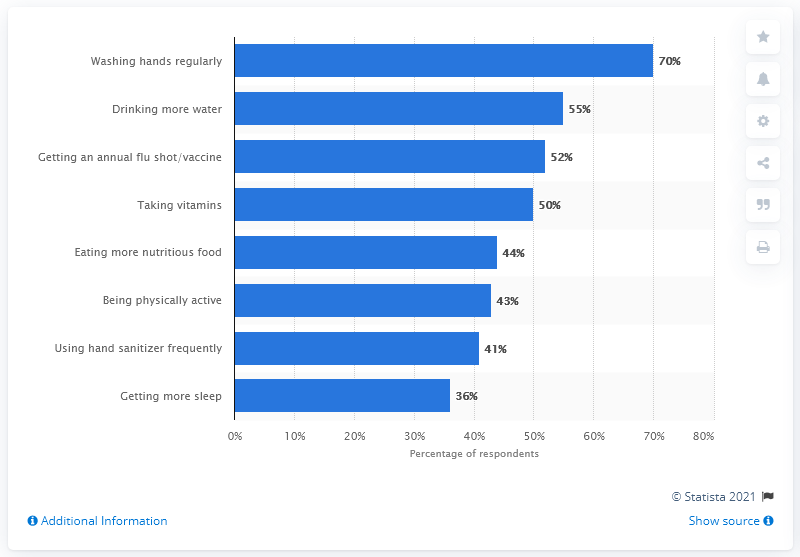 Washing hands regularly 70%
Drinking more water 55%
Getting an annual flu shot/vaccine 52%
Taking vitamins 50%
Eating more nutritious food 44%
Being physically active 43%
Using hand sanitizer frequently 41%
Getting more sleep 36%
0% 10% 20% 30% 40% 50% 60% 70% 80%
Percentage of respondents
© Statista 2021
Additional Information Show source